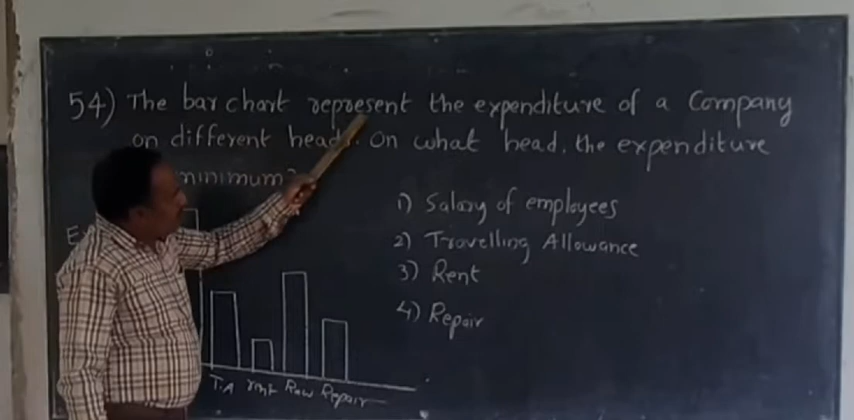 54) The bar chart represent the expenditure of a Company
on different heads. On what head, the expenditure
minimum?
1) Salary of employees
2) Travelling Allowance
3) Rent
4) Repair
T.A rent Raw Repair